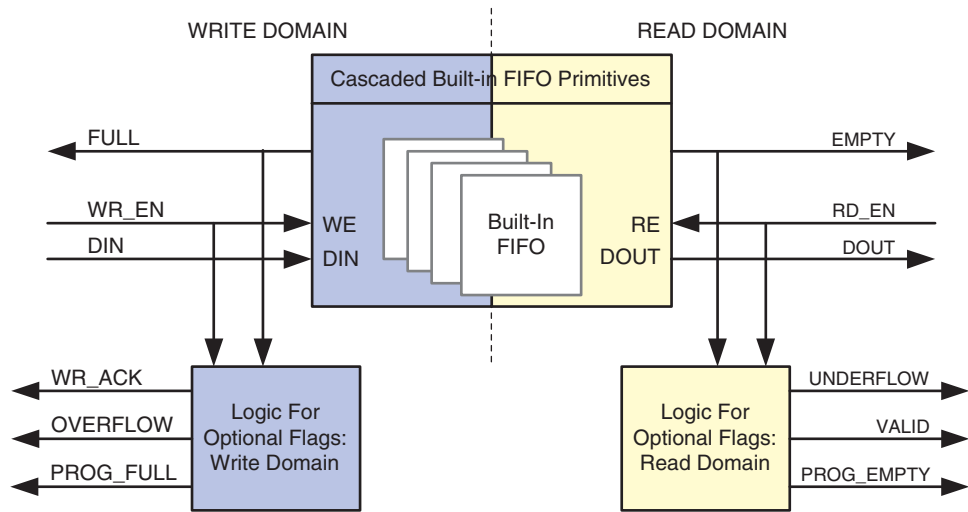 WRITE DOMAIN
READ DOMAIN
Cascaded Built-in FIFO Primitives
FULL
EMPTY
WR_EN
WE
Built-In
FIFO
RE
RD_EN
DIN
DIN
DOUT
DOUT
WR_ACK
OVERFLOW
PROG_FULL
Logic For
Optional Flags:
Write Domain
Logic For
Optional Flags:
Read Domain
UNDERFLOW
VALID
PROG_EMPTY